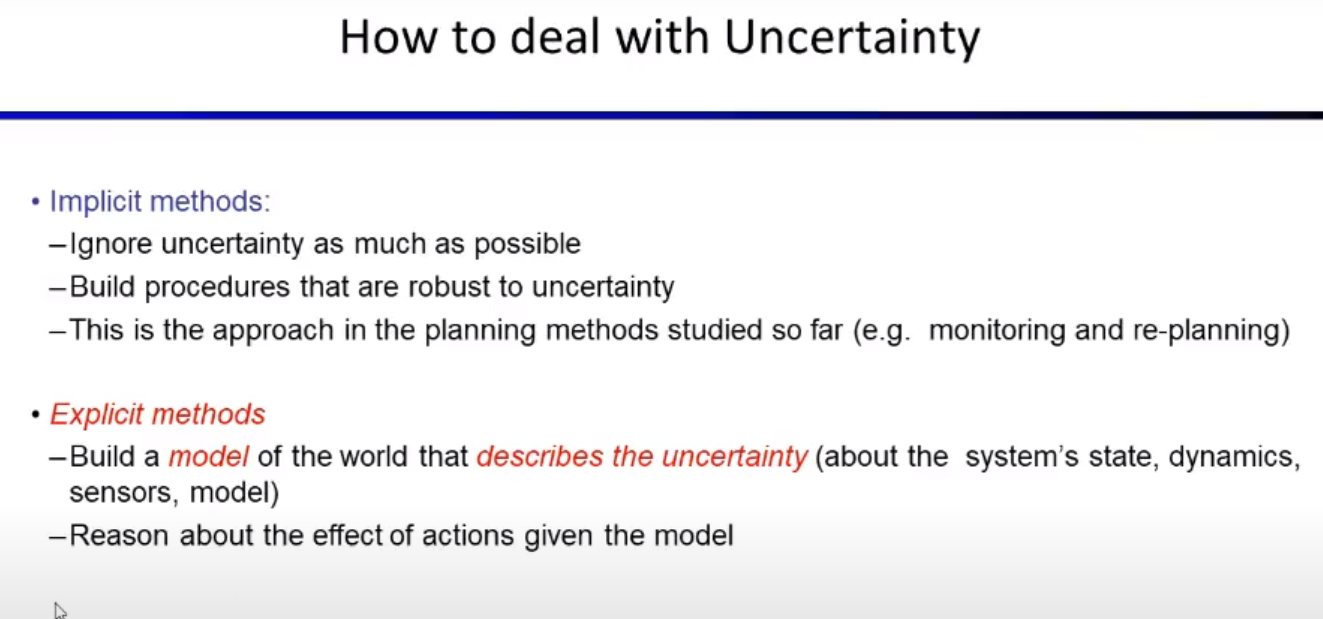 How to deal with Uncertainty
• Implicit methods:
–Ignore uncertainty as much as possible
–Build procedures that are robust to uncertainty
–This is the approach in the planning methods studied so far (e.g. monitoring and re-planning)
• Explicit methods
–Build a model of the world that describes the uncertainty (about the system's state, dynamics,
sensors, model)
–Reason about the effect of actions given the model